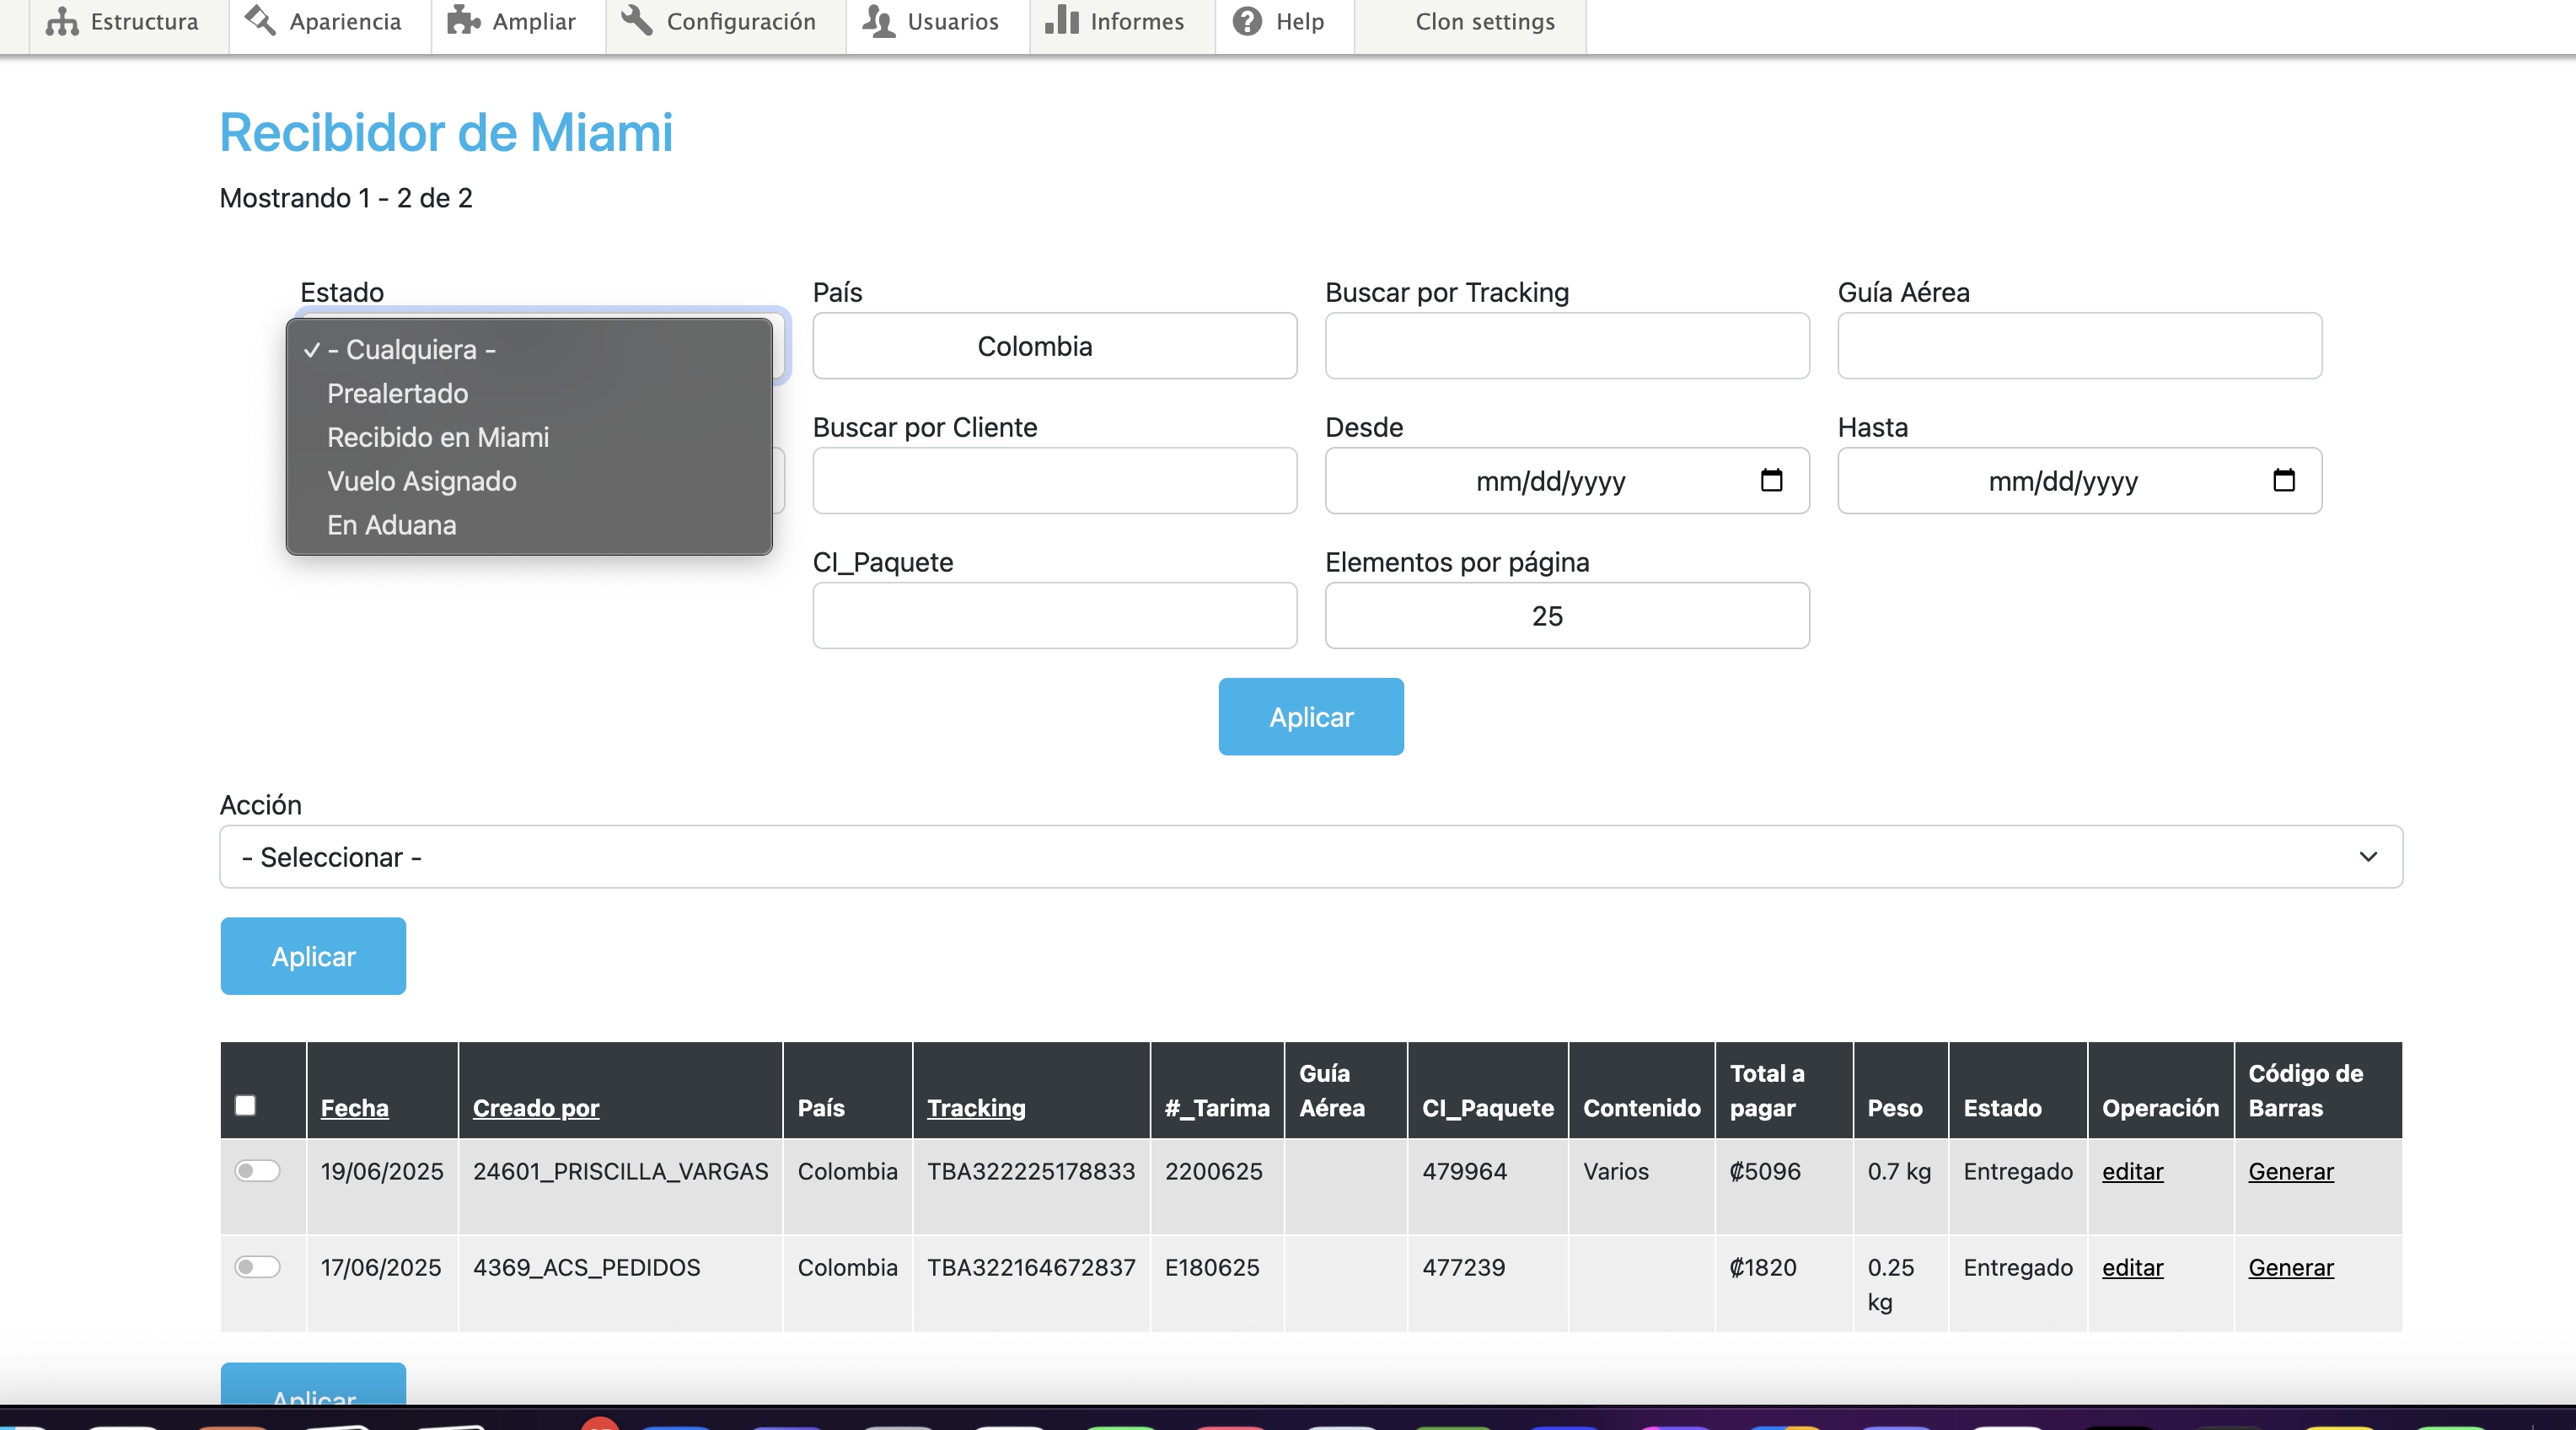 Estructura
Apariencia
Ampliar
Configuración
Usuarios
Informes
Help
Clon settings
Recibidor de Miami
Mostrando 1 - 2 de 2
Estado
✓ - Cualquiera -
Prealertado
Recibido en Miami
Vuelo Asignado
En Aduana
País
Colombia
Buscar por Tracking
Guía Aérea
Buscar por Cliente
Desde
mm/dd/yyyy
Hasta
mm/dd/yyyy
CI_Paquete
Elementos por página
25
Aplicar
Acción
- Seleccionar -
Aplicar
Fecha Creado por País Tracking #_Tarima Guía Aérea CI_Paquete Contenido Total a pagar Peso Estado Operación Código de Barras
19/06/2025 24601_PRISCILLA_VARGAS Colombia TBA322225178833 2200625 479964 Varios ₡5096 0.7 kg Entregado editar Generar
17/06/2025 4369_ACS_PEDIDOS Colombia TBA322164672837 E180625 477239 ₡1820 0.25 kg Entregado editar Generar
Aplicar